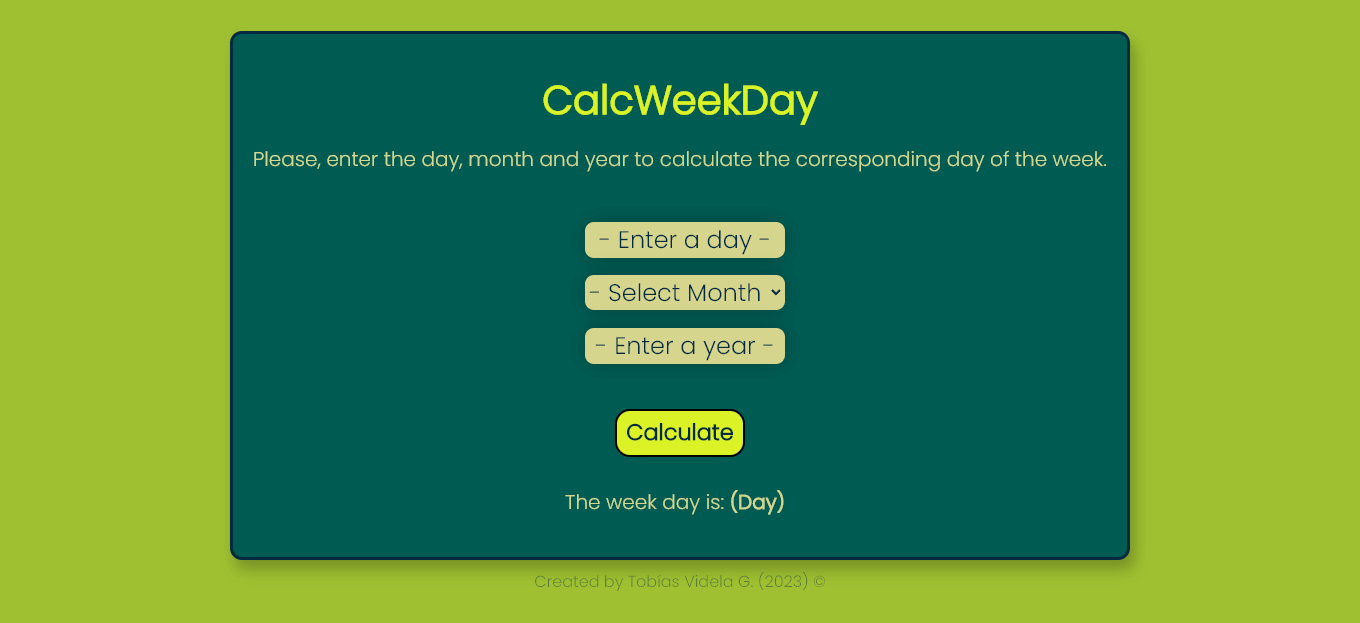 CalcWeekDay
Please, enter the day, month and year to calculate the corresponding day of the week.
- Enter a day -
- Select Month
- Enter a year -
Calculate
The week day is: (Day)
Created by Tobías Videla G. (2023) ©